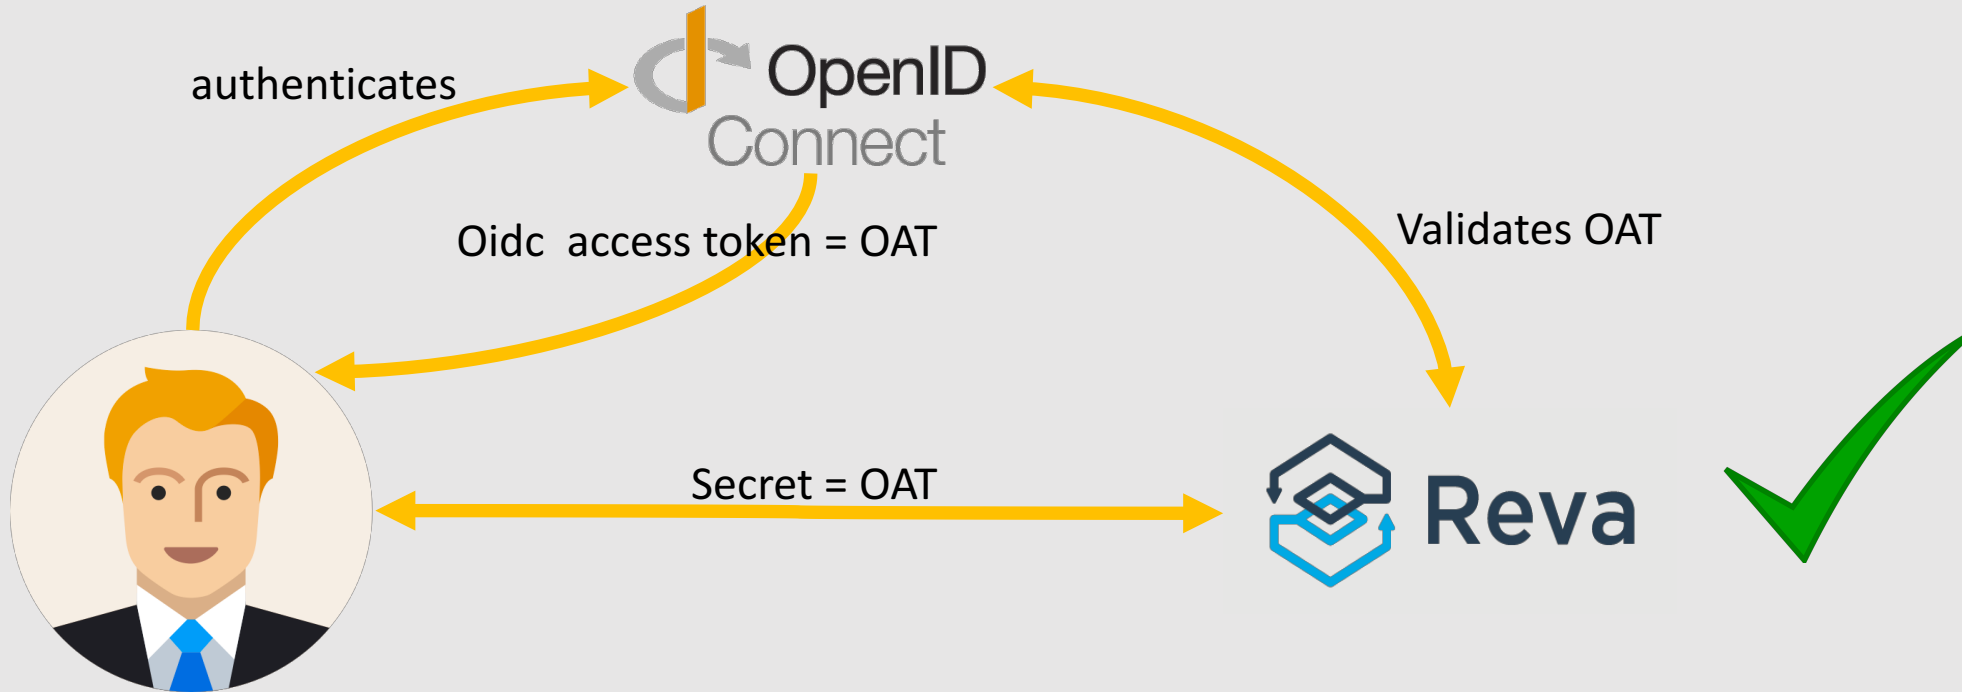 authenticates
OpenID
Connect
Oidc  access token = OAT
Validates OAT
Secret = OAT
Reva